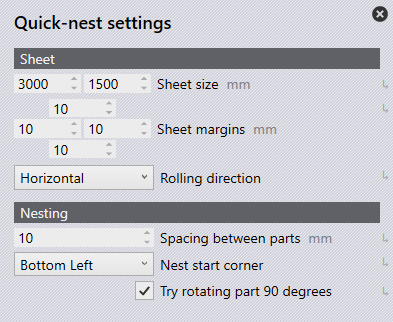 Quick-nest settings
Sheet
3000 1500 Sheet size mm
10
10 10 Sheet margins mm
10
Horizontal Rolling direction
Nesting
10 Spacing between parts mm
Bottom Left Nest start corner
Try rotating part 90 degrees